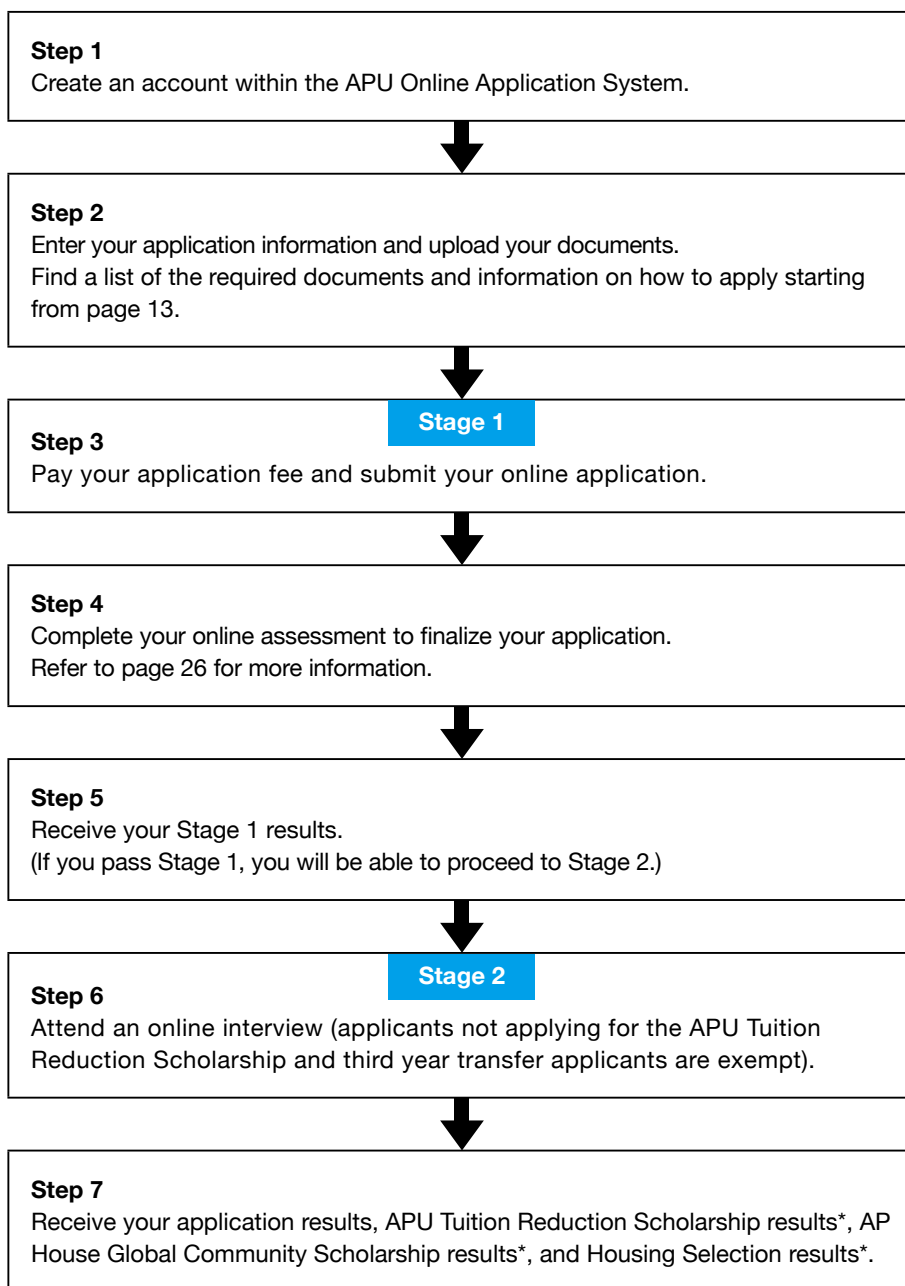 Step 1
Create an account within the APU Online Application System.
Step 2
Enter your application information and upload your documents.
Find a list of the required documents and information on how to apply starting
from page 13.
Stage 1
Step 3
Pay your application fee and submit your online application.
Step 4
Complete your online assessment to finalize your application.
Refer to page 26 for more information.
Step 5
Receive your Stage 1 results.
(If you pass Stage 1, you will be able to proceed to Stage 2.)
Stage 2
Step 6
Attend an online interview (applicants not applying for the APU Tuition
Reduction Scholarship and third year transfer applicants are exempt).
Step 7
Receive your application results, APU Tuition Reduction Scholarship results*, AP
House Global Community Scholarship results*, and Housing Selection results*.